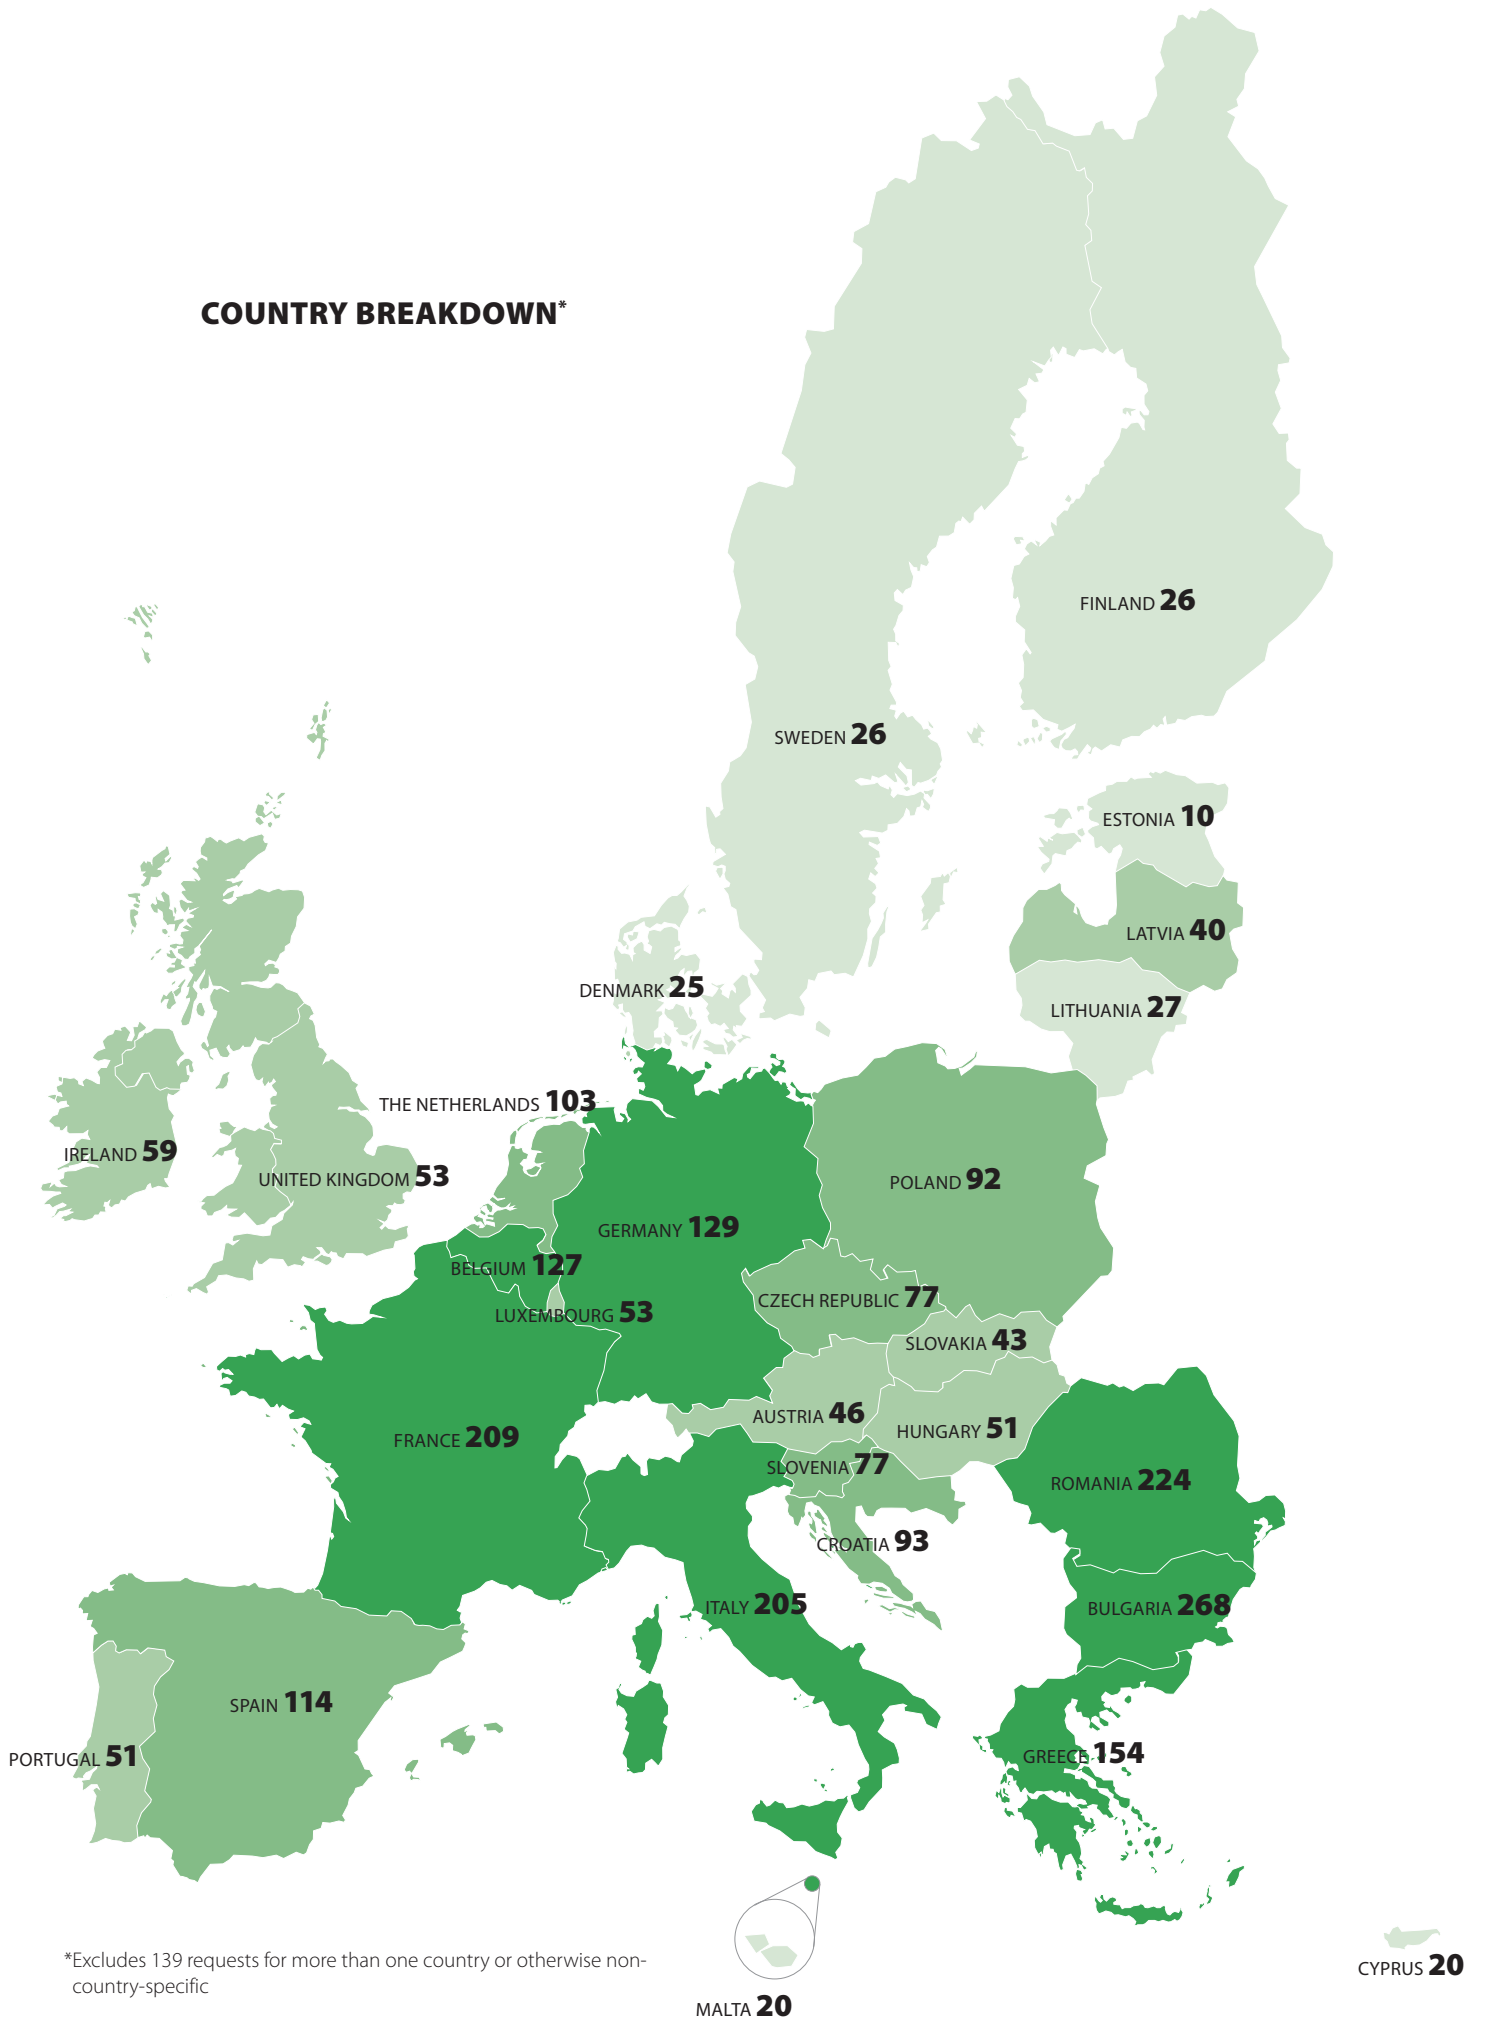 COUNTRY BREAKDOWN*
FINLAND 26
SWEDEN 26
ESTONIA 10
LATVIA 40
DENMARK 25
LITHUANIA 27
THE NETHERLANDS 103
IRELAND 59
UNITED KINGDOM 53
POLAND 92
GERMANY 129
BELGIUM 127
CZECH REPUBLIC 77
LUXEMBOURG 53
SLOVAKIA 43
AUSTRIA 46
HUNGARY 51
FRANCE 209
SLOVENIA 77
ROMANIA 224
CROATIA 93
ITALY 205
BULGARIA 268
SPAIN 114
PORTUGAL 51
GREECE 154
*Excludes 139 requests for more than one country or otherwise non-
country-specific
CYPRUS 20
MALTA 20